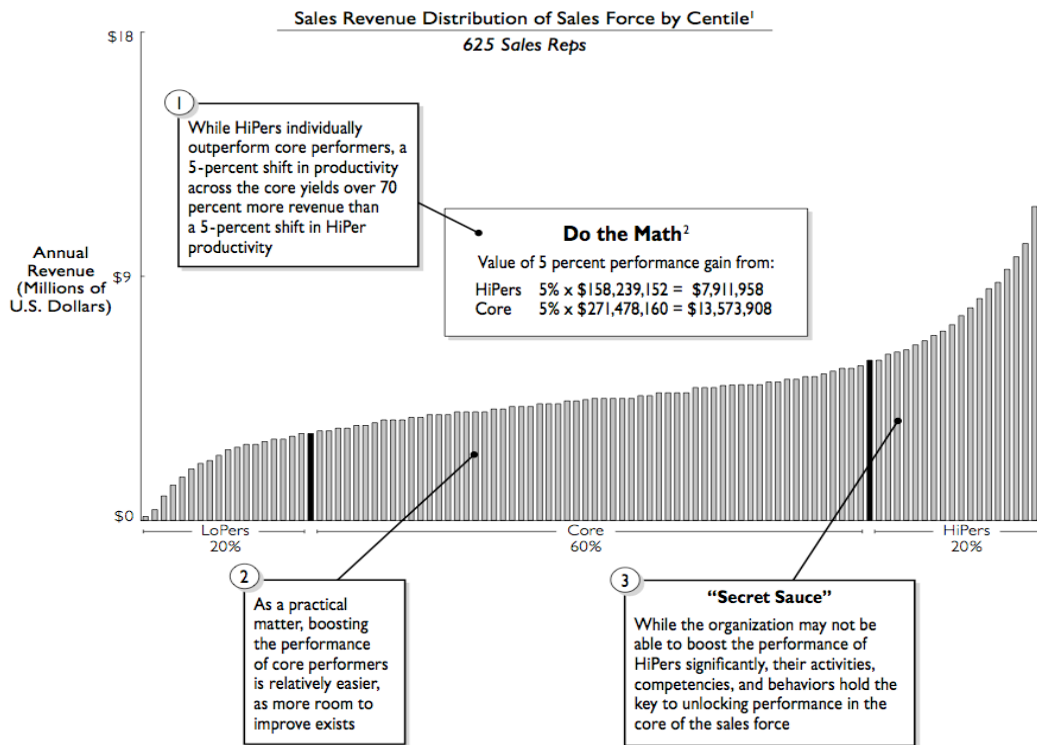 Sales Revenue Distribution of Sales Force by Centile¹
625 Sales Reps
$18
1
While HiPers individually
outperform core performers, a
5-percent shift in productivity
across the core yields over 70
percent more revenue than
a 5-percent shift in HiPer
productivity
Do the Math²
Value of 5 percent performance gain from:
HiPers 5% x $158,239,152 = $7,911,958
Core 5% x $271,478,160 = $13,573,908
Annual
Revenue
(Millions of
U.S. Dollars)
$9
$0
LoPers
20%
Core
60%
HiPers
20%
2
As a practical
matter, boosting
the performance
of core performers
is relatively easier,
as more room to
improve exists
3
“Secret Sauce”
While the organization may not be
able to boost the performance of
HiPers significantly, their activities,
competencies, and behaviors hold the
key to unlocking performance in the
core of the sales force